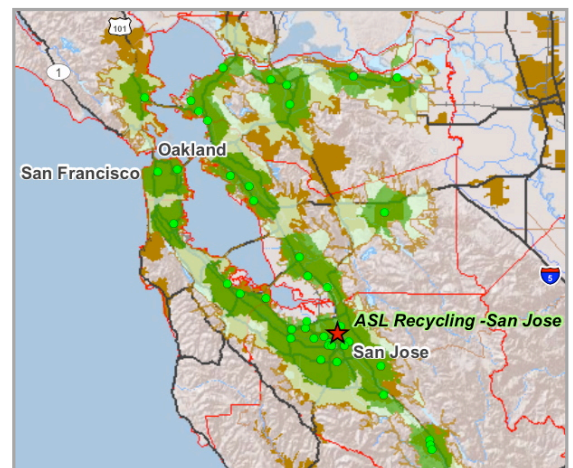 101
1
Oakland
San Francisco
5
ASL Recycling -San Jose
San Jose